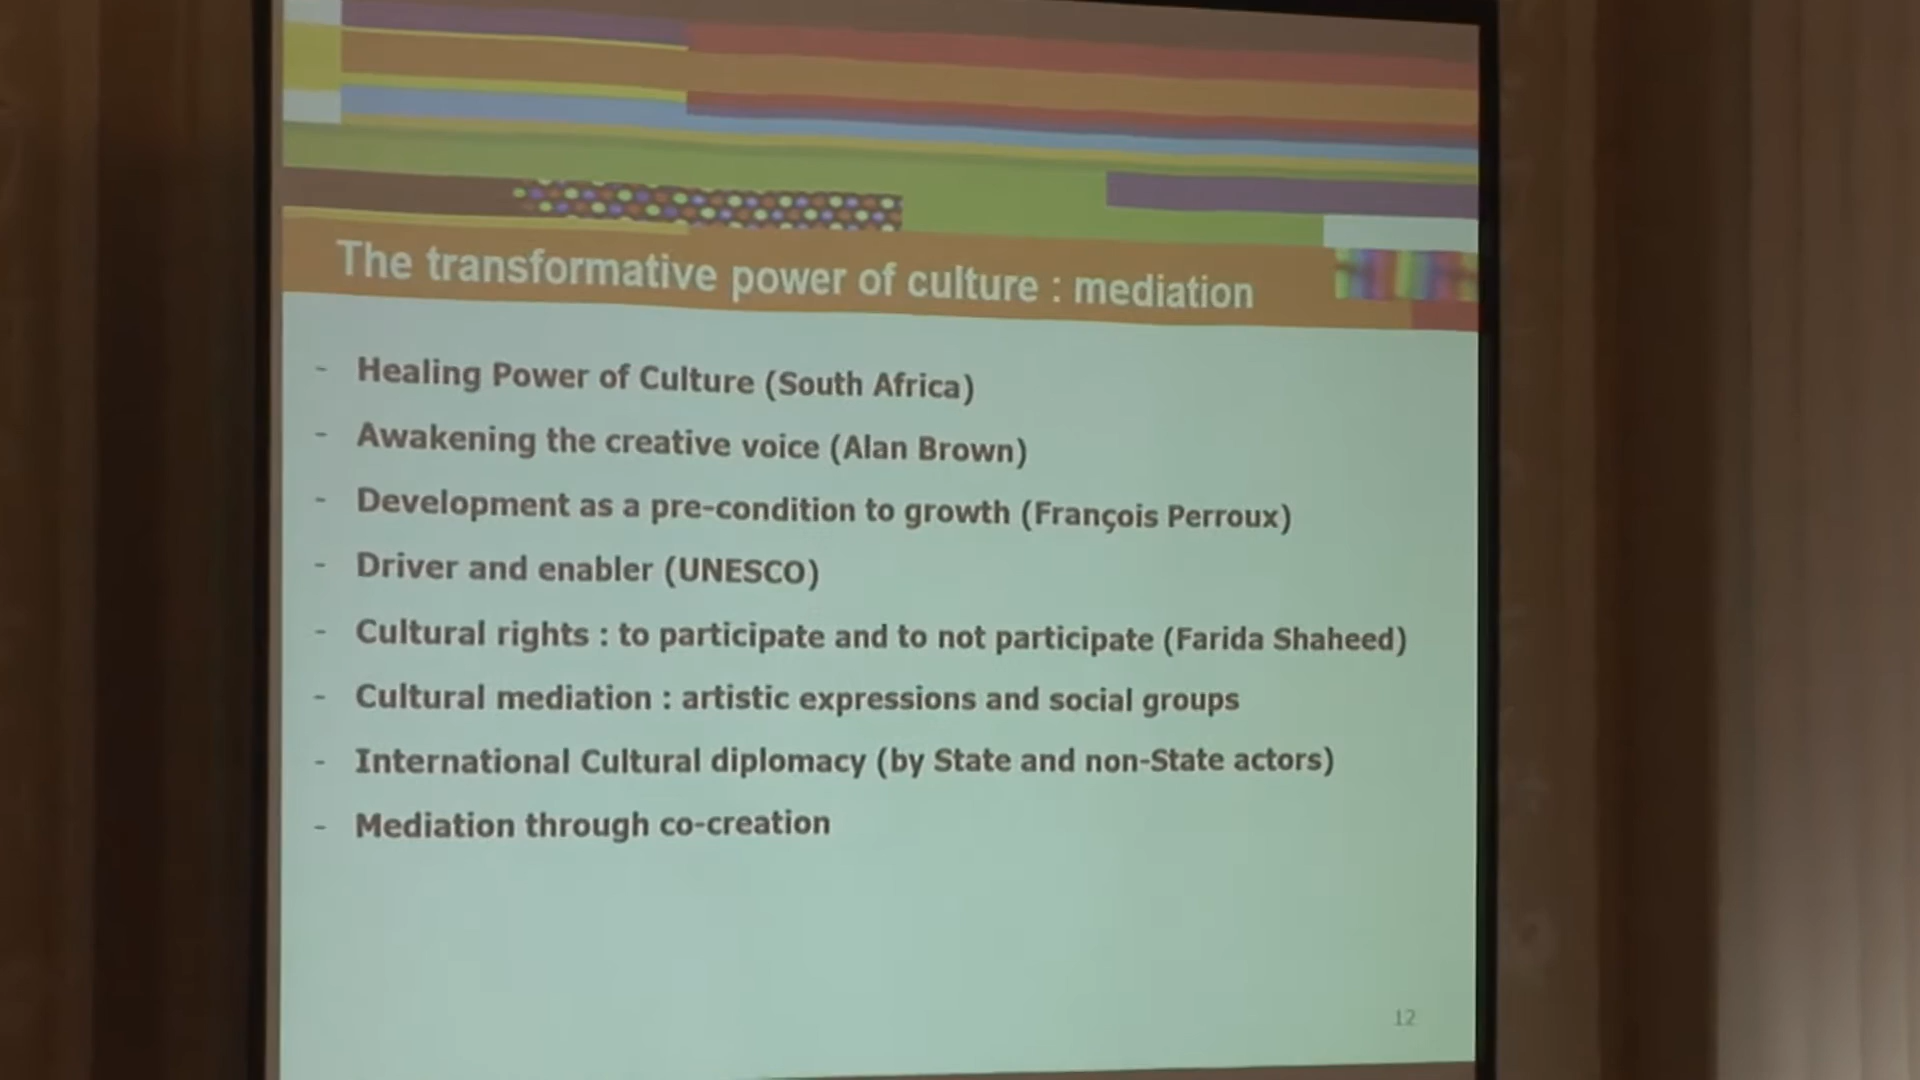 The transformative power of culture : mediation
- Healing Power of Culture (South Africa)
- Awakening the creative voice (Alan Brown)
- Development as a pre-condition to growth (François Perroux)
- Driver and enabler (UNESCO)
- Cultural rights : to participate and to not participate (Farida Shaheed)
- Cultural mediation : artistic expressions and social groups
- International Cultural diplomacy (by State and non-State actors)
- Mediation through co-creation
12